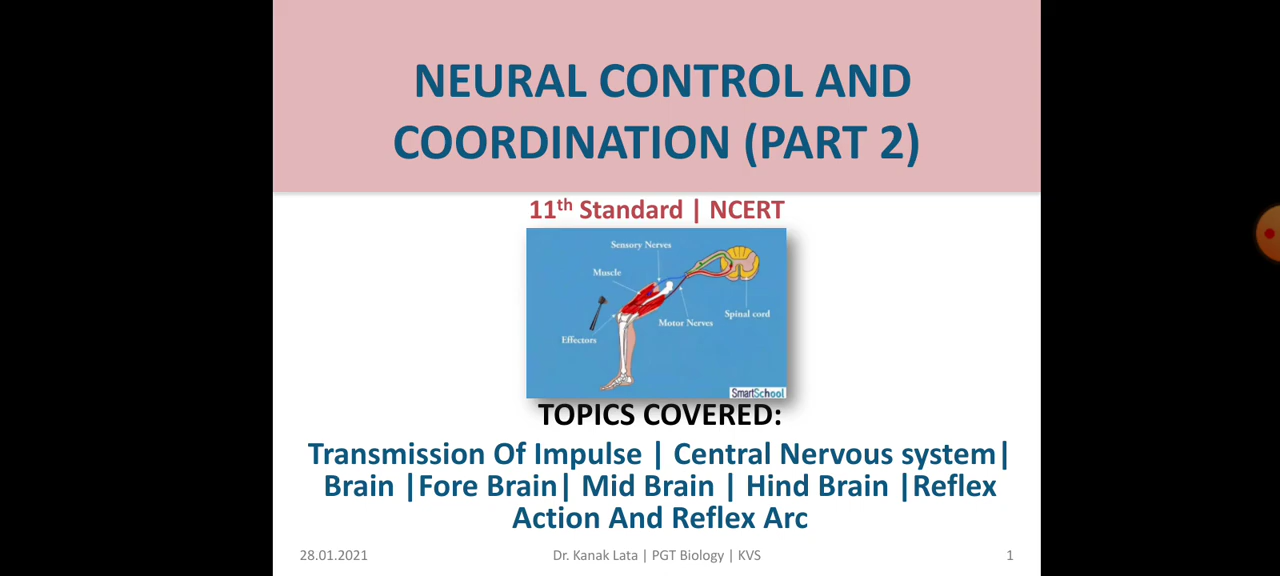 NEURAL CONTROL AND
COORDINATION (PART 2)
11th Standard | NCERT
Sensory Nerves
Muscle
Spinal cord
Motor Nerves
Effectors
SmartSchool
TOPICS COVERED:
Transmission Of Impulse | Central Nervous system|
Brain |Fore Brain| Mid Brain | Hind Brain |Reflex
Action And Reflex Arc
28.01.2021
Dr. Kanak Lata | PGT Biology | KVS
1